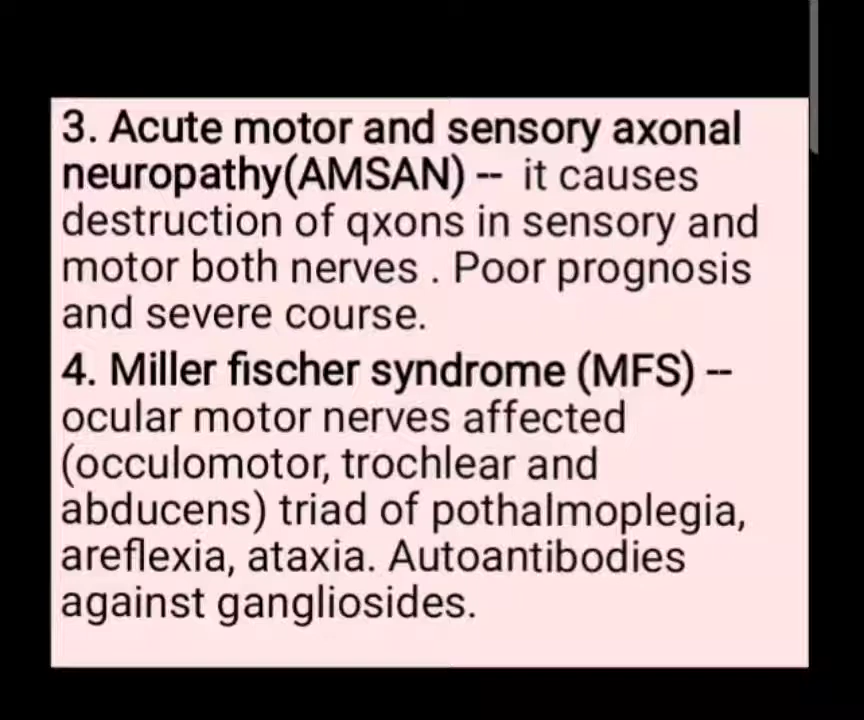 3. Acute motor and sensory axonal
neuropathy(AMSAN) -- it causes
destruction of qxons in sensory and
motor both nerves . Poor prognosis
and severe course.
4. Miller fischer syndrome (MFS) --
ocular motor nerves affected
(occulomotor, trochlear and
abducens) triad of pothalmoplegia,
areflexia, ataxia. Autoantibodies
against gangliosides.